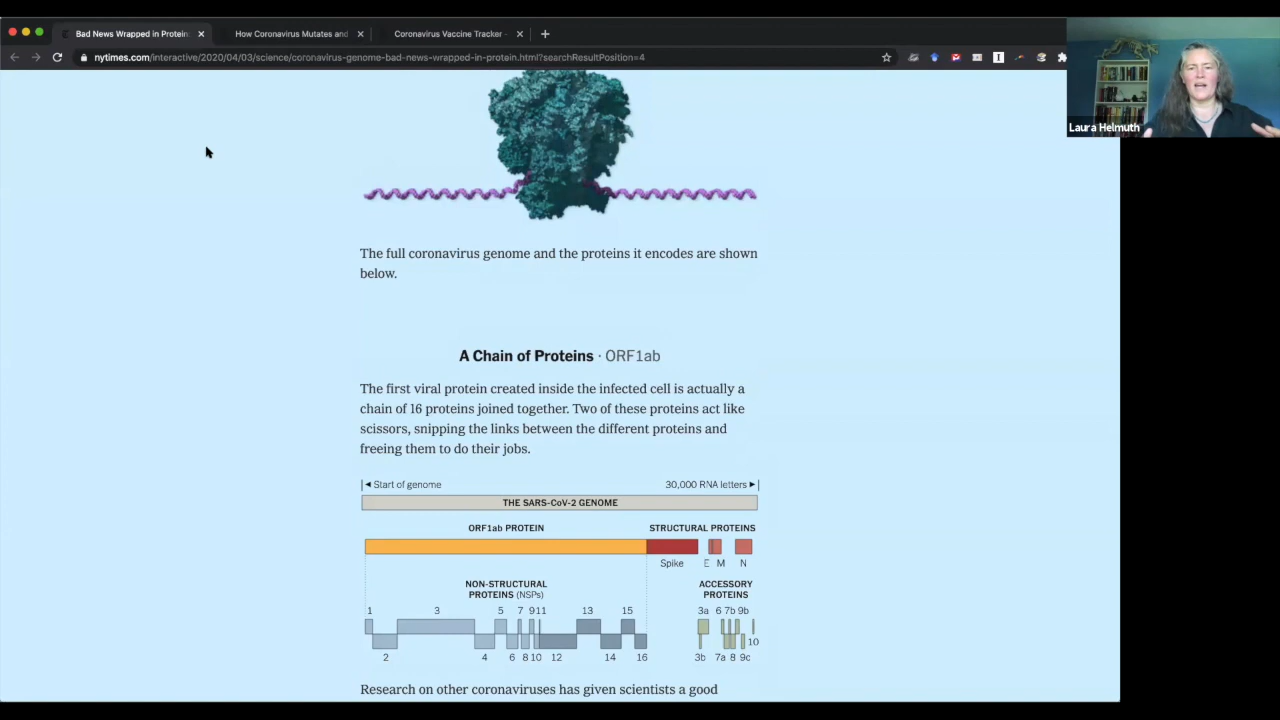 Bad News Wrapped in Protein
How Coronavirus Mutates and
Coronavirus Vaccine Tracker -
nytimes.com/interactive/2020/04/03/science/coronavirus-genome-bad-news-wrapped-in-protein.html?searchResultPosition=4
Laura Helmuth
The full coronavirus genome and the proteins it encodes are shown
below.
A Chain of Proteins · ORF1ab
The first viral protein created inside the infected cell is actually a
chain of 16 proteins joined together. Two of these proteins act like
scissors, snipping the links between the different proteins and
freeing them to do their jobs.
Start of genome 30,000 RNA letters
THE SARS-CoV-2 GENOME
ORF1ab PROTEIN STRUCTURAL PROTEINS
Spike E M N
NON-STRUCTURAL ACCESSORY
PROTEINS (NSPs) PROTEINS
1 3 5 7 9 11 13 15 3a 6 7b 9b
10
2 4 6 8 10 12 14 16 3b 7a 8 9c
Research on other coronaviruses has given scientists a good